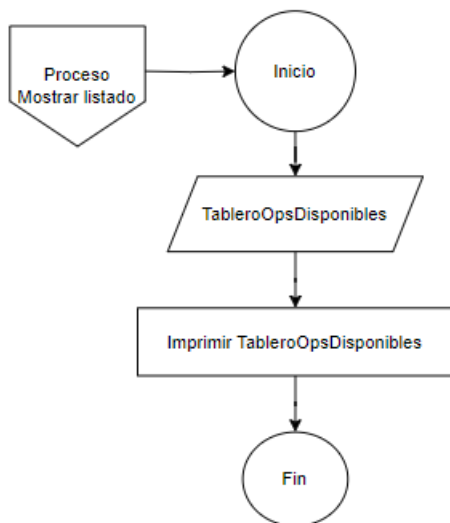 Proceso
Mostrar listado
Inicio
TableroOpsDisponibles
Imprimir TableroOpsDisponibles
Fin